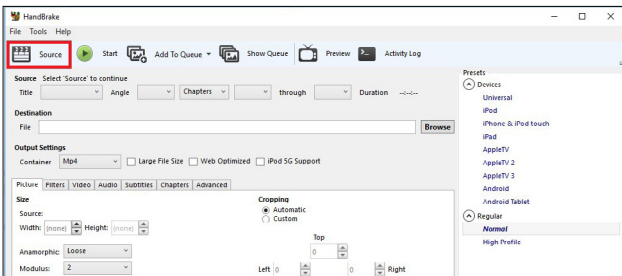 HandBrake
File Tools Help
Source Start Add To Queue Show Queue Preview Activity Log
Source Select 'Source' to continue
Title Angle Chapters through Duration --:--:--
Destination
File Browse
Output Settings
Container Mp4 Large File Size Web Optimized iPod 5G Support
Picture Filters Video Audio Subtitles Chapters Advanced
Size
Source:
Width: (none) Height: (none)
Anamorphic: Loose
Modulus: 2
Cropping
Automatic
Custom
Top
0
Left 0 0 Right
Presets
Devices
Universal
iPod
iPhone & iPod touch
iPad
AppleTV
AppleTV 2
AppleTV 3
Android
Android Tablet
Regular
Normal
High Profile